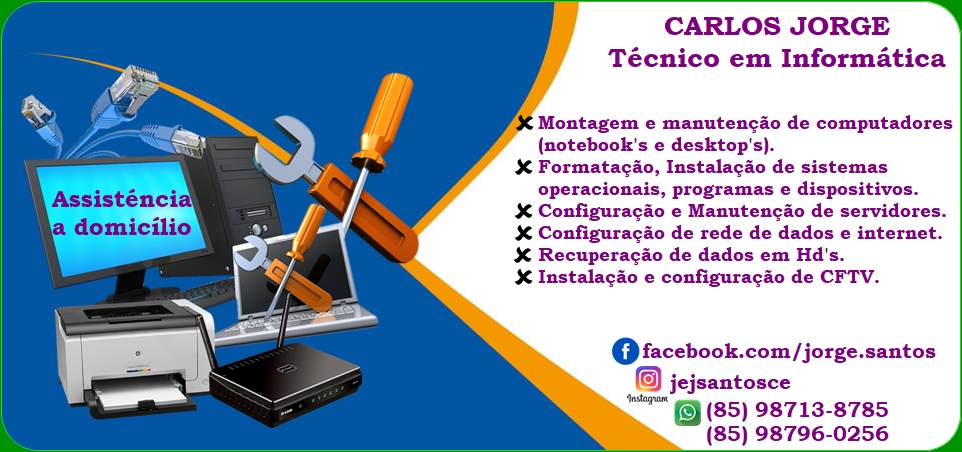 CARLOS JORGE
Técnico em Informática
Montagem e manutenção de computadores
(notebook's e desktop's).
Formatação, Instalação de sistemas
operacionais, programas e dispositivos.
Configuração e Manutenção de servidores.
Configuração de rede de dados e internet.
Recuperação de dados em Hd's.
Instalação e configuração de CFTV.
Assisténcia
a domicílio
facebook.com/jorge.santos
Instagram
jejsantosce
(85) 98713-8785
(85) 98796-0256
D-Link